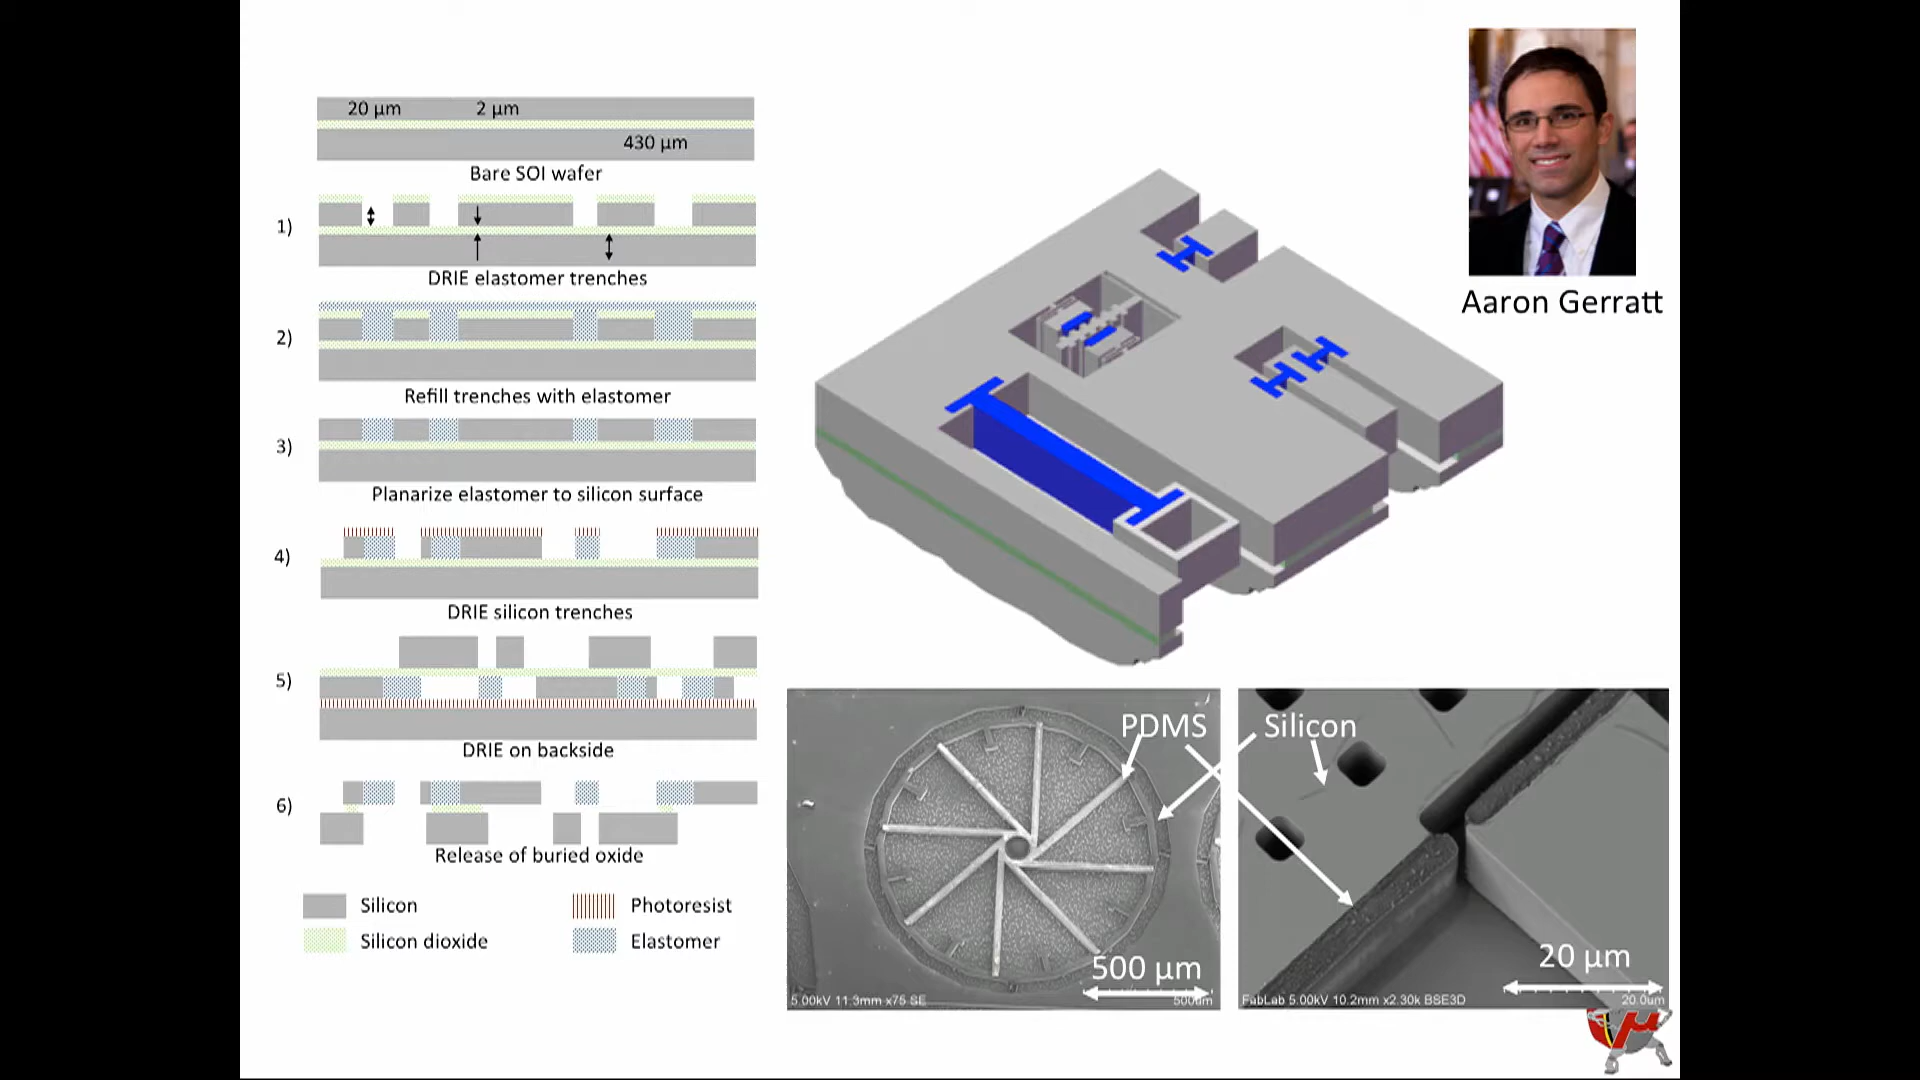 20 µm
2 µm
430 µm
Bare SOI wafer
1)
DRIE elastomer trenches
2)
Refill trenches with elastomer
3)
Planarize elastomer to silicon surface
4)
DRIE silicon trenches
5)
DRIE on backside
6)
Release of buried oxide
Silicon
Photoresist
Silicon dioxide
Elastomer
Aaron Gerratt
PDMS
Silicon
500 µm
5.00kV 11.3mm x75 SE
500um
20 µm
FabLab 5.00kV 10.2mm x2.30k BSE3D
20.0um
µ